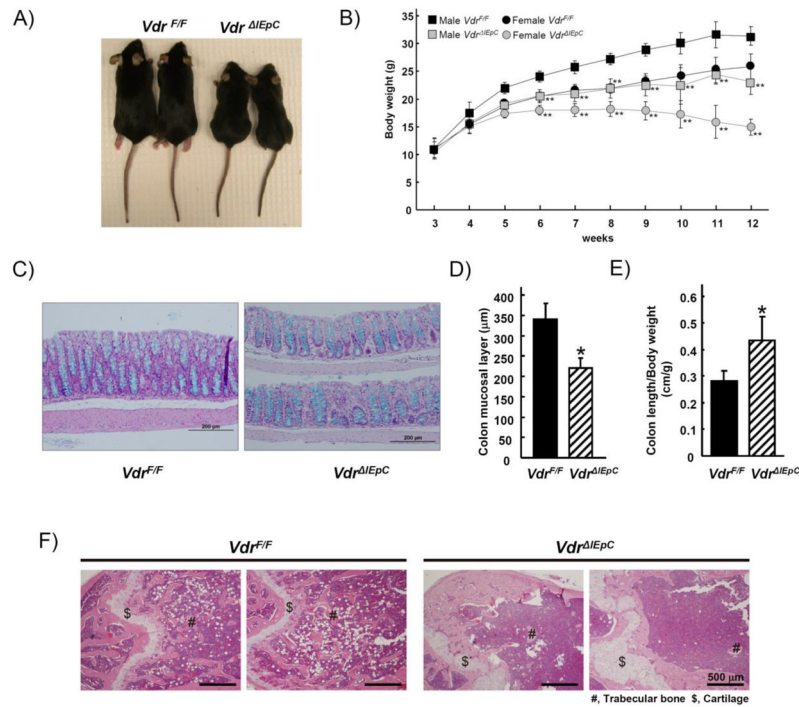 A)
Vdr F/F Vdr ΔIEpC
B)
Male VdrF/F Female VdrF/F
Male VdrΔIEpC Female VdrΔIEpC
Body weight (g)
35
30
25
20
15
10
5
0
** ** ** ** ** ** **
** ** ** ** ** ** **
3 4 5 6 7 8 9 10 11 12
weeks
C)
200 μm
200 μm
VdrF/F
VdrΔIEpC
D)
Colon mucosal layer (μm)
400
350
300
250
200
150
100
50
0
*
VdrF/F VdrΔIEpC
E)
Colon length/Body weight
(cm/g)
0.6
0.5
0.4
0.3
0.2
0.1
0
*
VdrF/F VdrΔIEpC
F)
VdrF/F
VdrΔIEpC
$ #
$ #
$ #
$ #
500 μm
#, Trabecular bone $, Cartilage